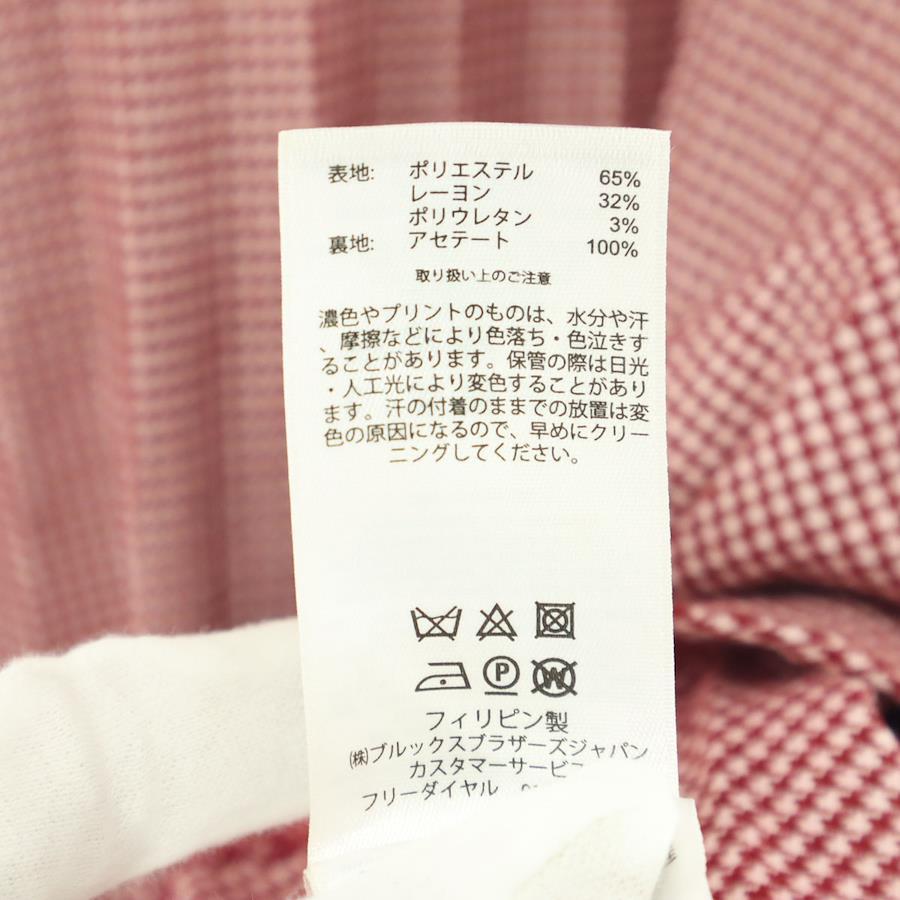 表地: ポリエステル 65%
レーヨン 32%
ポリウレタン 3%
裏地: アセテート 100%
取り扱い上のご注意
濃色やプリントのものは、水分や汗
、摩擦などにより色落ち・色泣きす
ることがあります。保管の際は日光
・人工光により変色することがあり
ます。汗の付着のままでの放置は変
色の原因になるので、早めにクリー
ニングしてください。
P W
フィリピン製
㈱ブルックスブラザーズジャパン
カスタマーサービ
フリーダイヤル